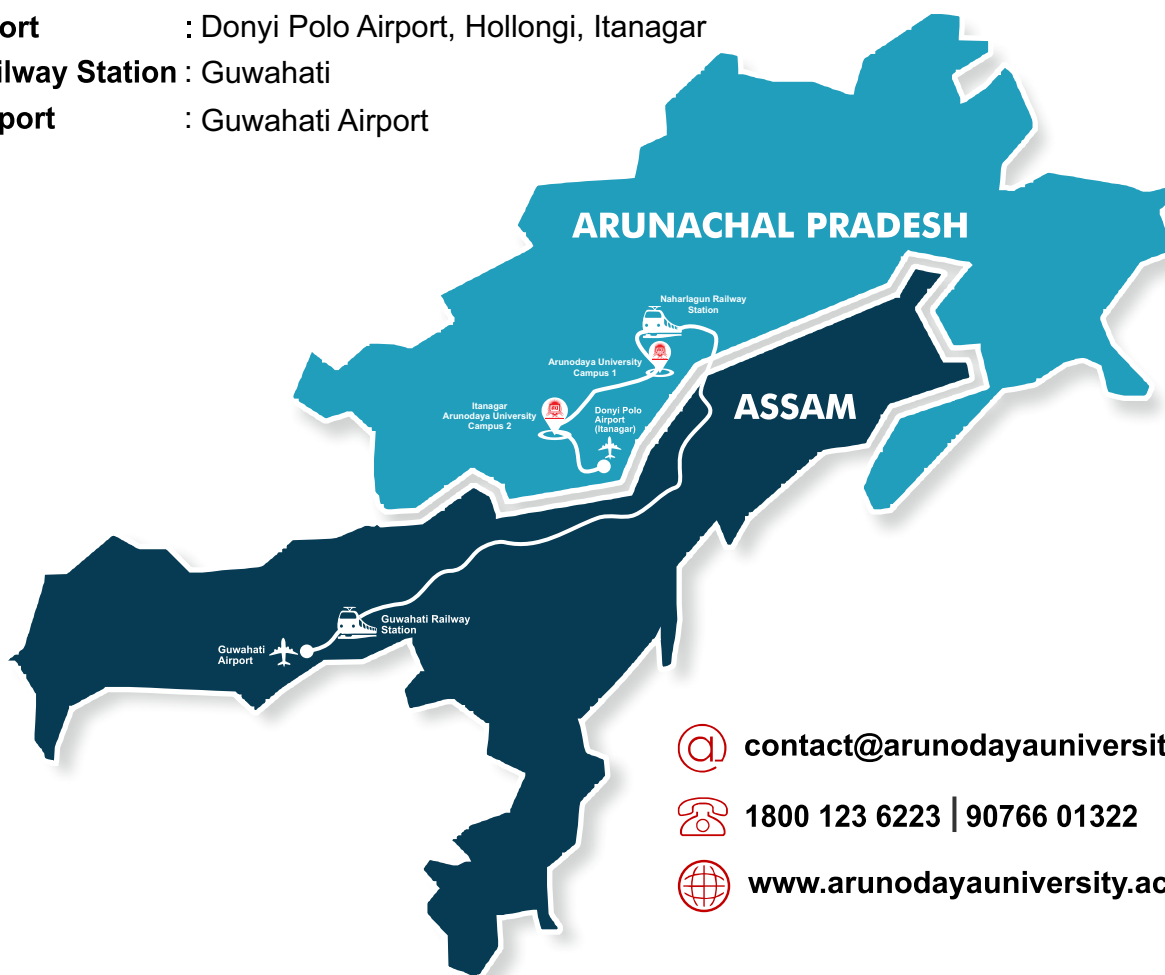 ort : Donyi Polo Airport, Hollongi, Itanagar
ilway Station : Guwahati
port : Guwahati Airport
ARUNACHAL PRADESH
Naharlagun Railway
Station
Arunodaya University
Campus 1
Itanagar
Arunodaya University
Campus 2
Donyi Polo
Airport
(Itanagar)
ASSAM
Guwahati Railway
Station
Guwahati
Airport
contact@arunodayauniversit
1800 123 6223 | 90766 01322
www.arunodayauniversity.ac